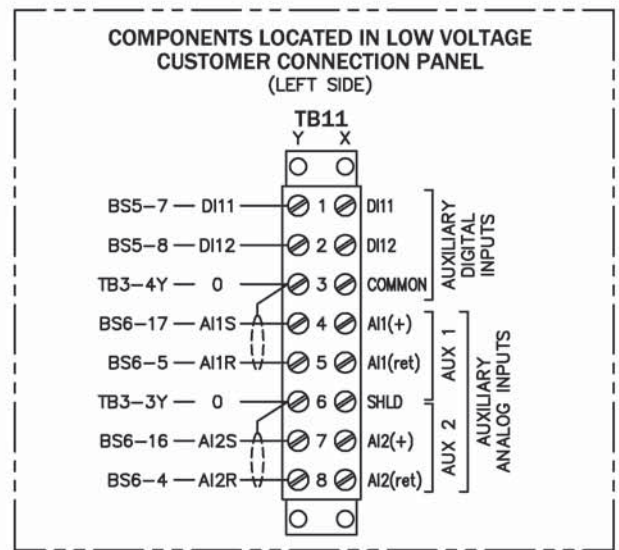 COMPONENTS LOCATED IN LOW VOLTAGE
CUSTOMER CONNECTION PANEL
(LEFT SIDE)
TB11
Y X
BS5-7 DI11 1 DI11
BS5-8 DI12 2 DI12
TB3-4Y 0 3 COMMON
BS6-17 AI1S 4 AI1(+)
BS6-5 AI1R 5 AI1(ret)
TB3-3Y 0 6 SHLD
BS6-16 AI2S 7 AI2(+)
BS6-4 AI2R 8 AI2(ret)
AUXILIARY
DIGITAL
INPUTS
AUX 1
AUX 2
AUXILIARY
ANALOG INPUTS